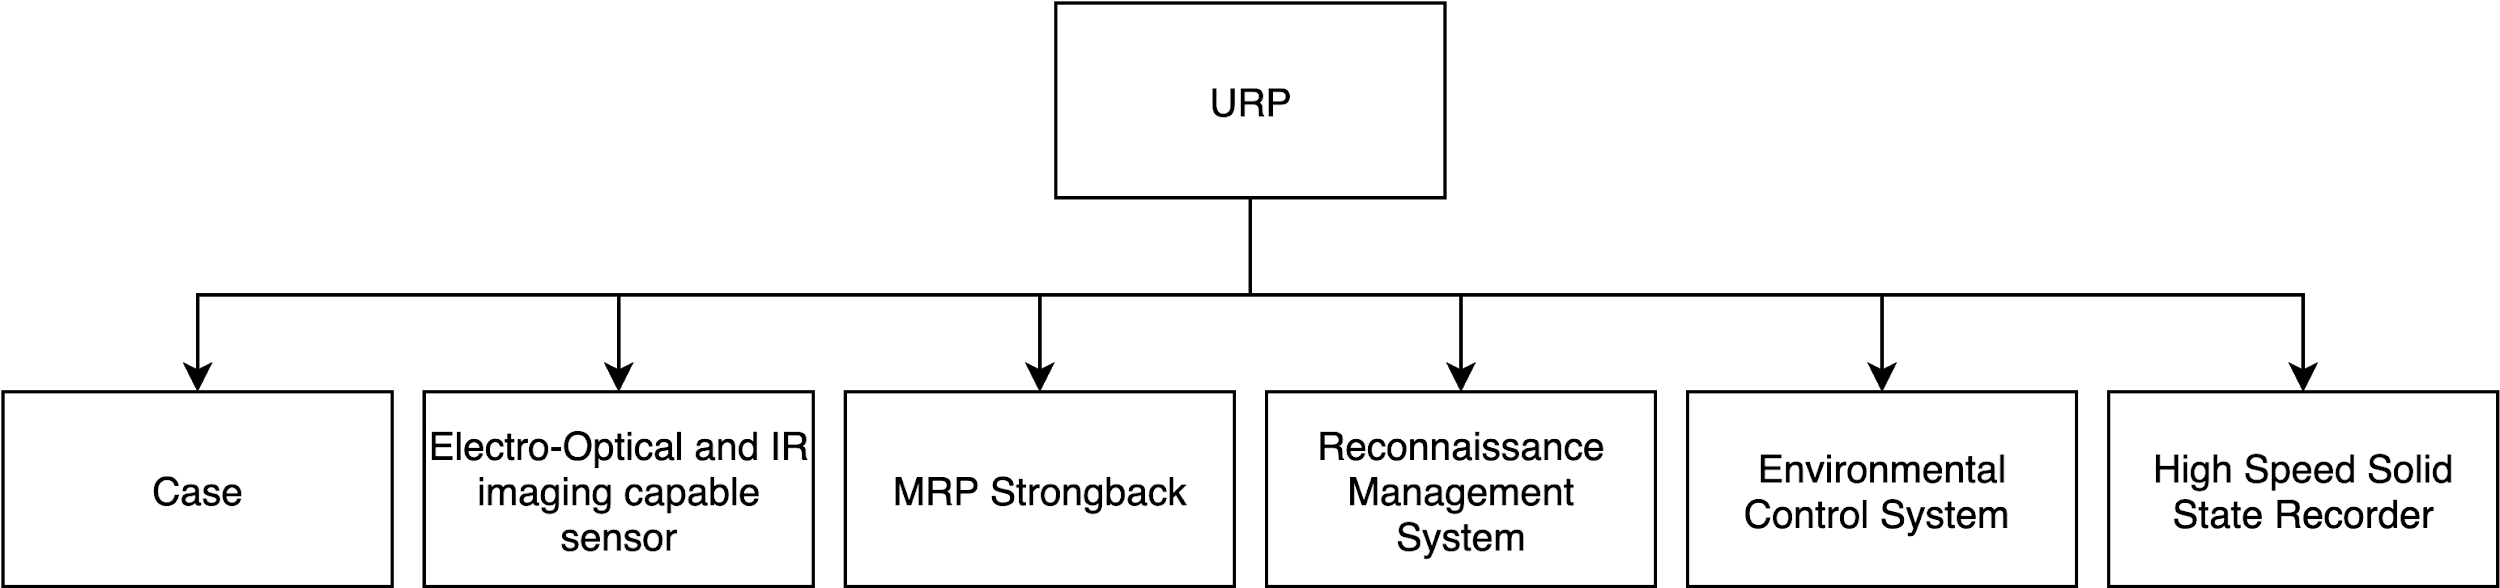 URP
Case
Electro-Optical and IR
imaging capable
sensor
MRP Strongback
Reconnaissance
Management
System
Environmental
Control System
High Speed Solid
State Recorder